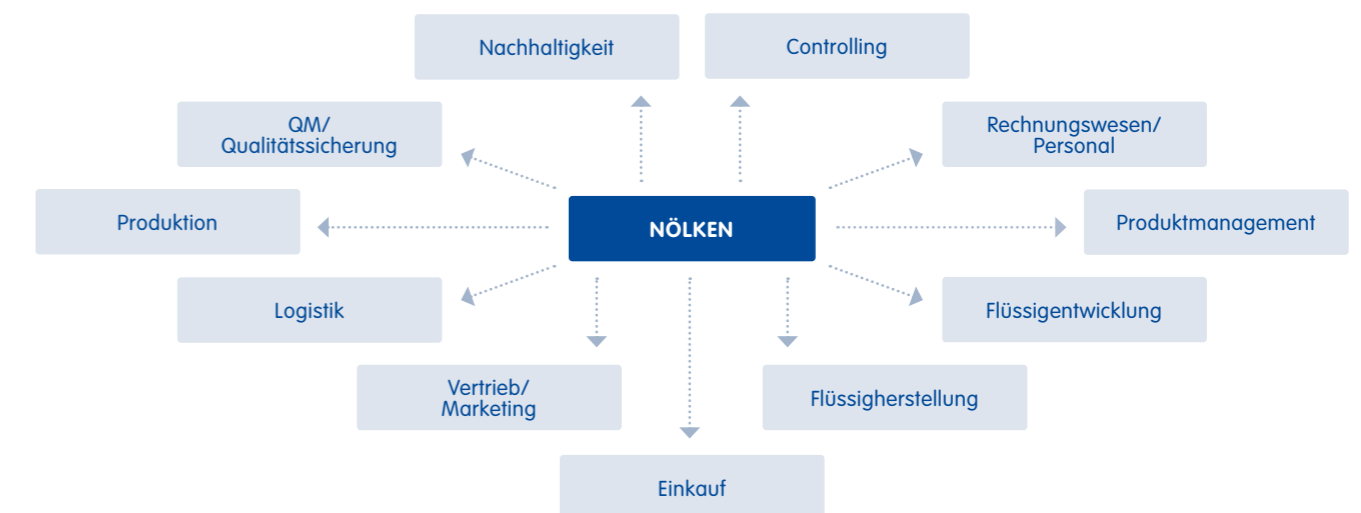 Nachhaltigkeit
Controlling
QM/
Qualitätssicherung
Rechnungswesen/
Personal
Produktion
NÖLKEN
Produktmanagement
Logistik
Flüssigentwicklung
Vertrieb/
Marketing
Flüssigherstellung
Einkauf